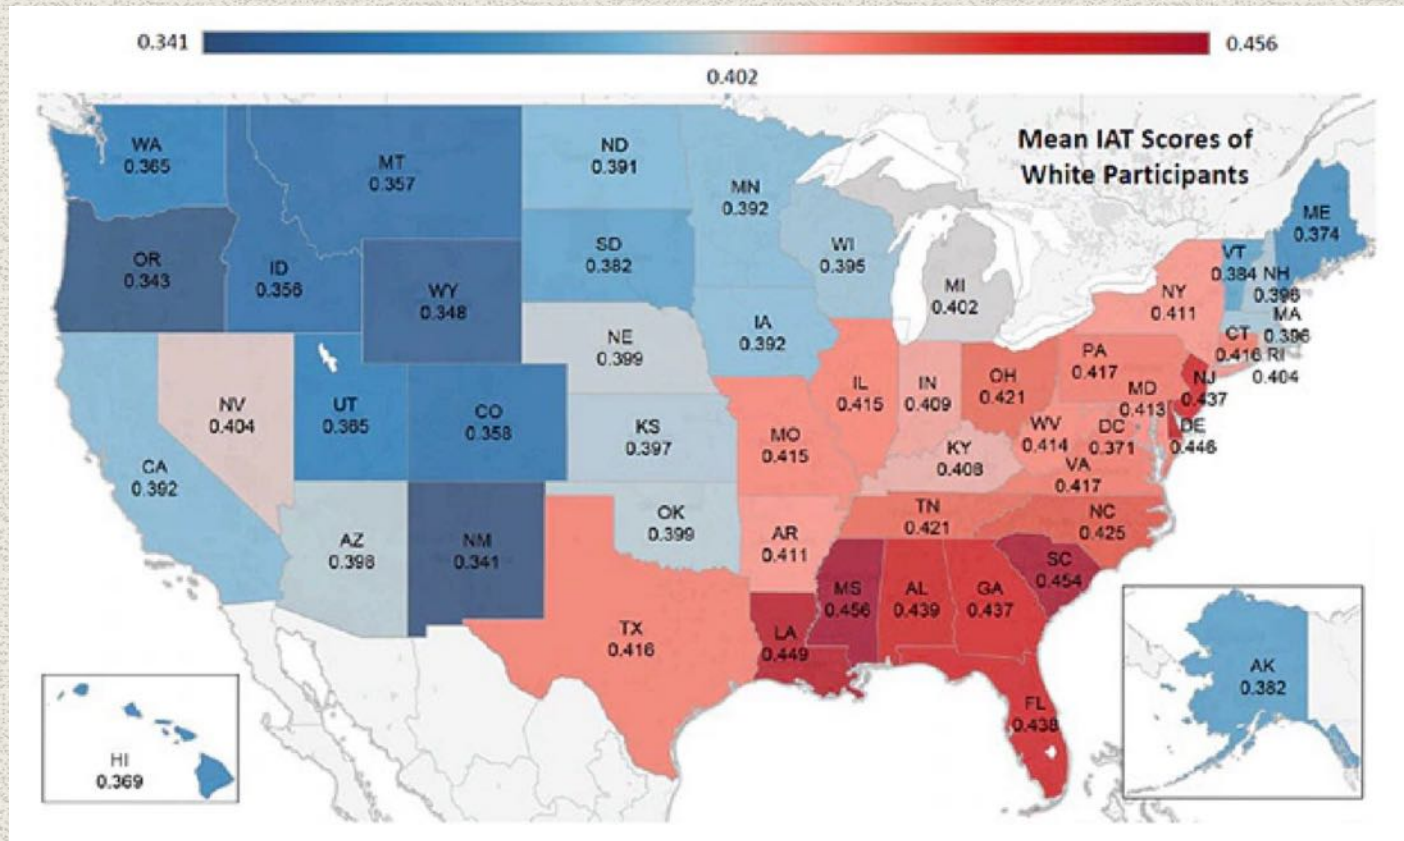 0.341
0.456
0.402
Mean IAT Scores of
White Participants
WA
0.365
MT
0.357
ND
0.391
MN
0.392
OR
0.343
ID
0.356
WY
0.348
SD
0.382
WI
0.395
MI
0.402
ME
0.374
VT
0.384
NH
0.396
MA
0.396
NY
0.411
CT
0.416
RI
0.404
NE
0.399
IA
0.392
IL
0.415
IN
0.409
OH
0.421
PA
0.417
NJ
0.437
MD
0.413
DE
0.446
NV
0.404
UT
0.365
CO
0.358
KS
0.397
MO
0.415
KY
0.408
WV
0.414
DC
0.371
VA
0.417
CA
0.392
AZ
0.398
NM
0.341
OK
0.399
AR
0.411
TN
0.421
NC
0.425
SC
0.454
MS
0.456
AL
0.439
GA
0.437
TX
0.416
LA
0.449
FL
0.438
HI
0.369
AK
0.382